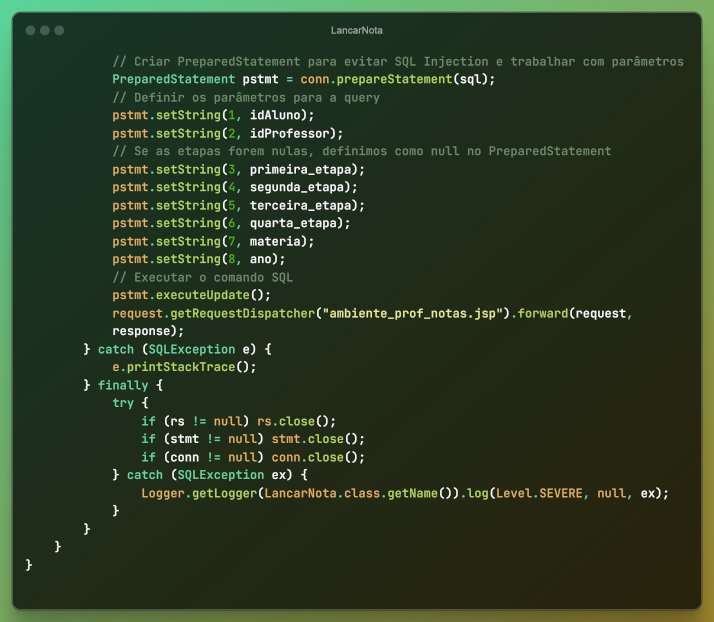 LancarNota
// Criar PreparedStatement para evitar SQL Injection e trabalhar com parâmetros
PreparedStatement pstmt = conn.prepareStatement(sql);
// Definir os parâmetros para a query
pstmt.setString(1, idAluno);
pstmt.setString(2, idProfessor);
// Se as etapas forem nulas, definimos como null no PreparedStatement
pstmt.setString(3, primeira_etapa);
pstmt.setString(4, segunda_etapa);
pstmt.setString(5, terceira_etapa);
pstmt.setString(6, quarta_etapa);
pstmt.setString(7, materia);
pstmt.setString(8, ano);
// Executar o comando SQL
pstmt.executeUpdate();
request.getRequestDispatcher("ambiente_prof_notas.jsp").forward(request,
response);
} catch (SQLException e) {
e.printStackTrace();
} finally {
try {
if (rs != null) rs.close();
if (stmt != null) stmt.close();
if (conn != null) conn.close();
} catch (SQLException ex) {
Logger.getLogger(LancarNota.class.getName()).log(Level.SEVERE, null, ex);
}
}
}
}